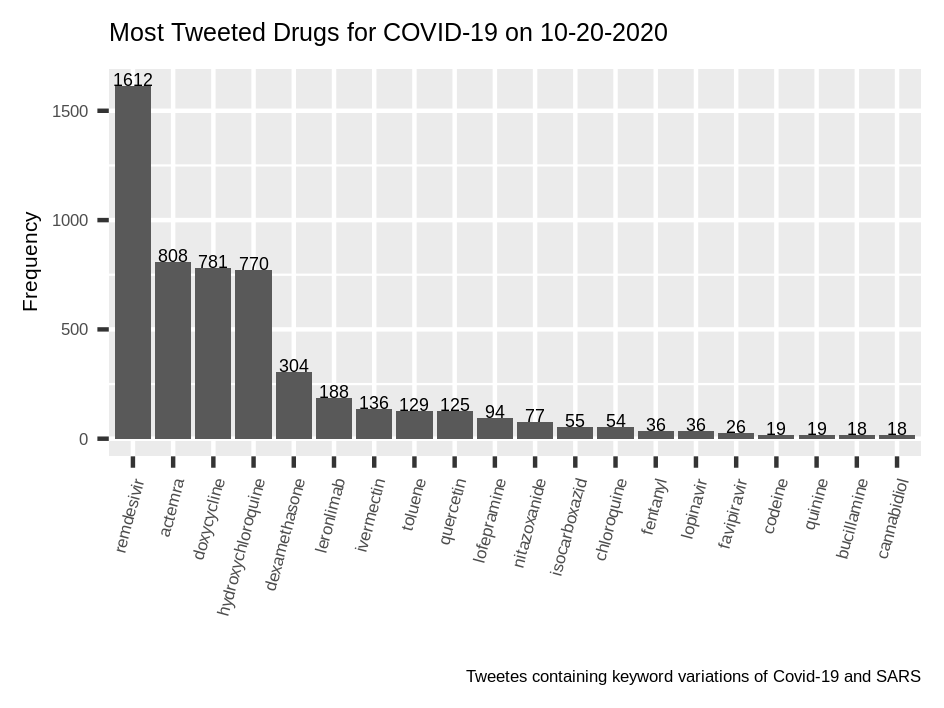 Most Tweeted Drugs for COVID-19 on 10-20-2020
Frequency
1500
1000
500
0
1612
808
781
770
304
188
136
129
125
94
77
55
54
36
36
26
19
19
18
18
remdesivir
actemra
doxycycline
hydroxychloroquine
dexamethasone
leronlimab
ivermectin
toluene
quercetin
lofepramine
nitazoxanide
isocarboxazid
chloroquine
fentanyl
lopinavir
favipiravir
codeine
quinine
bucillamine
cannabidiol
Tweetes containing keyword variations of Covid-19 and SARS